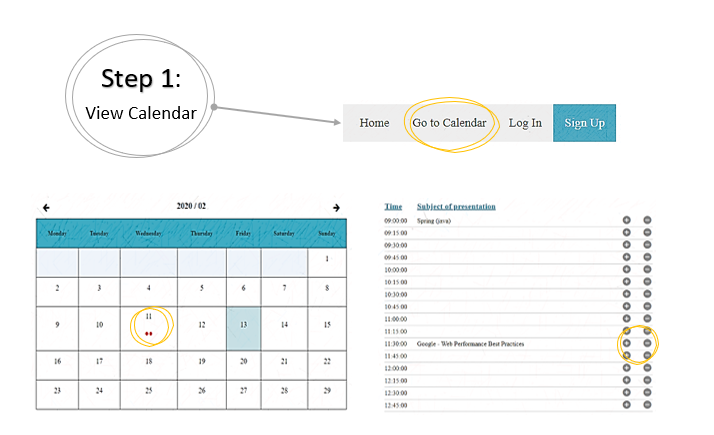 Step 1:
View Calendar
Home Go to Calendar Log In Sign Up
2020 / 02
Monday Tuesday Wednesday Thursday Friday Saturday Sunday
1
2 3 4 5 6 7 8
9 10 11 12 13 14 15
16 17 18 19 20 21 22
23 24 25 26 27 28 29
Time Subject of presentation
09:00:00 Spring (java)
09:15:00
09:30:00
09:45:00
10:00:00
10:15:00
10:30:00
10:45:00
11:00:00
11:15:00
11:30:00 Google - Web Performance Best Practices
11:45:00
12:00:00
12:15:00
12:30:00
12:45:00